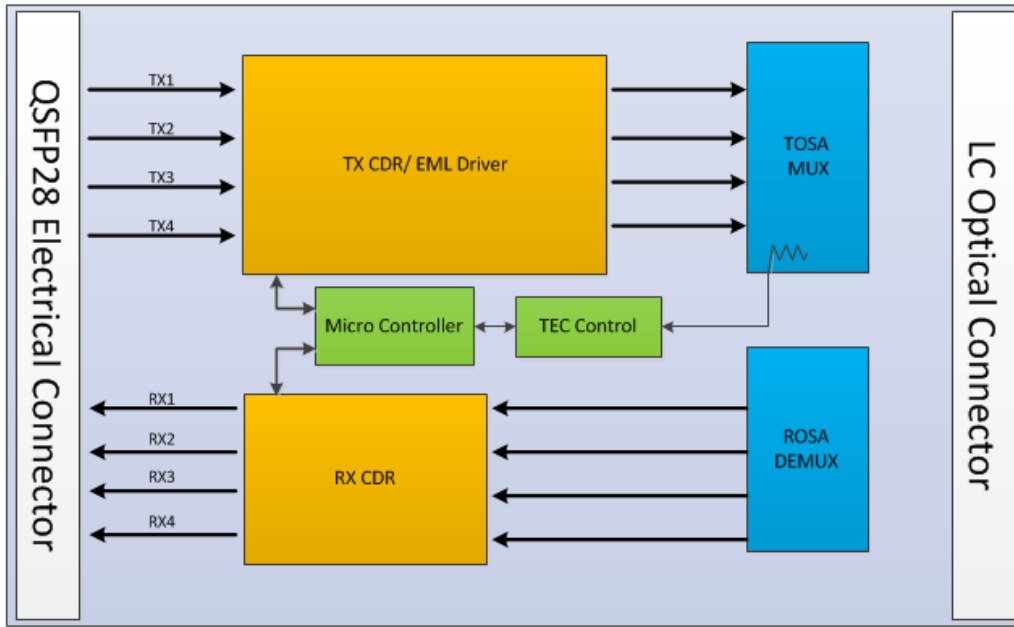 QSFP28 Electrical Connector
TX1
TX2
TX3
TX4
TX CDR/ EML Driver
TOSA
MUX
Micro Controller
TEC Control
RX1
RX2
RX3
RX4
RX CDR
ROSA
DEMUX
LC Optical Connector